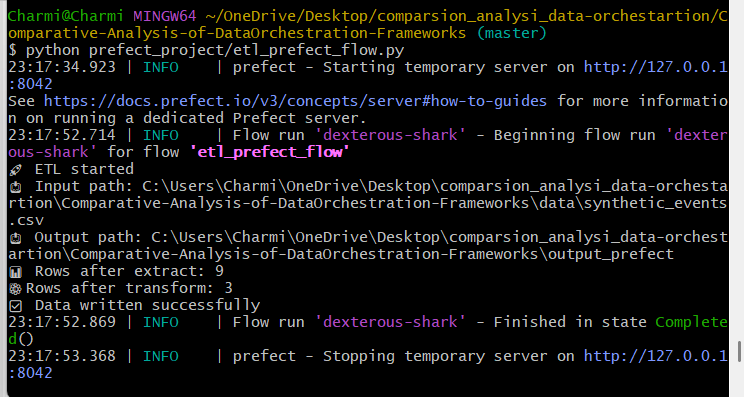 Charmi@Charmi MINGW64 ~/OneDrive/Desktop/comparsion_analysi_data-orchestartion/C
omparative-Analysis-of-DataOrchestration-Frameworks (master)
$ python prefect_project/etl_prefect_flow.py
23:17:34.923 | INFO    | prefect - Starting temporary server on http://127.0.0.1
:8042
See https://docs.prefect.io/v3/concepts/server#how-to-guides for more informatio
n on running a dedicated Prefect server.
23:17:52.714 | INFO    | Flow run 'dexterous-shark' - Beginning flow run 'dexter
ous-shark' for flow 'etl_prefect_flow'
🚀 ETL started
📥 Input path: C:\Users\Charmi\OneDrive\Desktop\comparsion_analysi_data-orchesta
rtion\Comparative-Analysis-of-DataOrchestration-Frameworks\data\synthetic_events
.csv
📤 Output path: C:\Users\Charmi\OneDrive\Desktop\comparsion_analysi_data-orchest
artion\Comparative-Analysis-of-DataOrchestration-Frameworks\output_prefect
📊 Rows after extract: 9
⚙ Rows after transform: 3
✅ Data written successfully
23:17:52.869 | INFO    | Flow run 'dexterous-shark' - Finished in state Complete
d()
23:17:53.368 | INFO    | prefect - Stopping temporary server on http://127.0.0.1
:8042